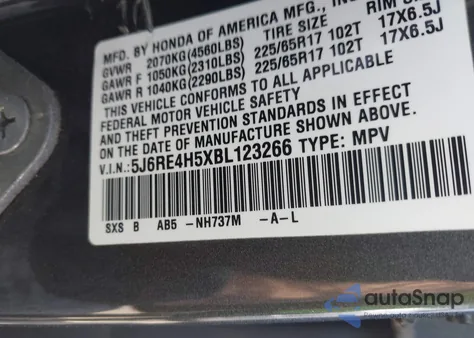 MFD. BY HONDA OF AMERICA MFG., INC
TIRE SIZE RIM S
GVWR 2070KG(4560LBS)
GAWR F 1050KG(2310LBS) 225/65R17 102T 17X6.5J
GAWR R 1040KG(2290LBS) 225/65R17 102T 17X6.5J
THIS VEHICLE CONFORMS TO ALL APPLICABLE
FEDERAL MOTOR VEHICLE SAFETY
AND THEFT PREVENTION STANDARDS IN EFFECT
ON THE DATE OF MANUFACTURE SHOWN ABOVE.
V.I.N.:5J6RE4H5XBL123266 TYPE: MPV
SXS B AB5 -NH737M -A-L
autoSnap